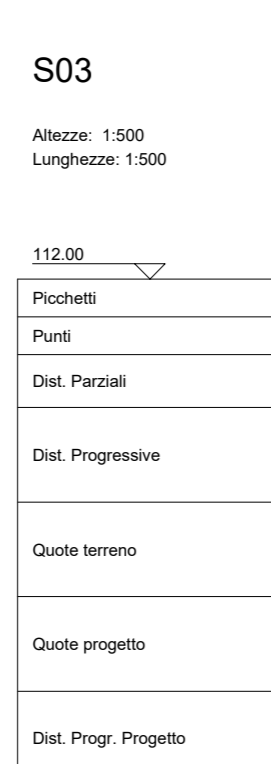 S03
Altezze: 1:500
Lunghezze: 1:500
112.00
Picchetti
Punti
Dist. Parziali
Dist. Progressive
Quote terreno
Quote progetto
Dist. Progr. Progetto